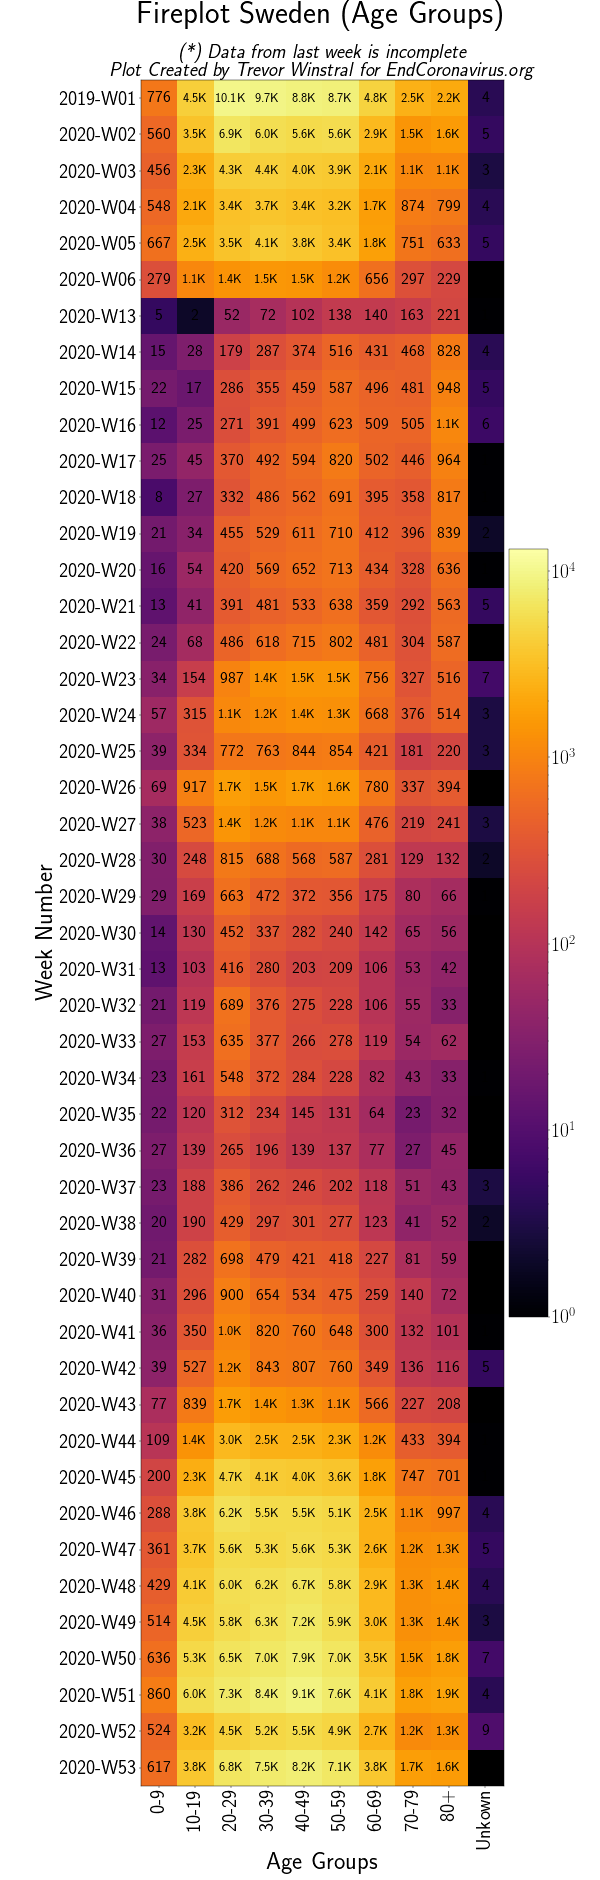 Fireplot Sweden (Age Groups)
(*) Data from last week is incomplete
Plot Created by Trevor Winstral for EndCoronavirus.org
2019-W01 776 4.5K 10.1K 9.7K 8.8K 8.7K 4.8K 2.5K 2.2K 4
2020-W02 560 3.5K 6.9K 6.0K 5.6K 5.6K 2.9K 1.5K 1.6K 5
2020-W03 456 2.3K 4.3K 4.4K 4.0K 3.9K 2.1K 1.1K 1.1K 3
2020-W04 548 2.1K 3.4K 3.7K 3.4K 3.2K 1.7K 874 799 4
2020-W05 667 2.5K 3.5K 4.1K 3.8K 3.4K 1.8K 751 633 5
2020-W06 279 1.1K 1.4K 1.5K 1.5K 1.2K 656 297 229
2020-W13 5 2 52 72 102 138 140 163 221
2020-W14 15 28 179 287 374 516 431 468 828 4
2020-W15 22 17 286 355 459 587 496 481 948 5
2020-W16 12 25 271 391 499 623 509 505 1.1K 6
2020-W17 25 45 370 492 594 820 502 446 964
2020-W18 8 27 332 486 562 691 395 358 817
2020-W19 21 34 455 529 611 710 412 396 839 2
2020-W20 16 54 420 569 652 713 434 328 636
2020-W21 13 41 391 481 533 638 359 292 563 5
2020-W22 24 68 486 618 715 802 481 304 587
2020-W23 34 154 987 1.4K 1.5K 1.5K 756 327 516 7
2020-W24 57 315 1.1K 1.2K 1.4K 1.3K 668 376 514 3
2020-W25 39 334 772 763 844 854 421 181 220 3
2020-W26 69 917 1.7K 1.5K 1.7K 1.6K 780 337 394
2020-W27 38 523 1.4K 1.2K 1.1K 1.1K 476 219 241 3
2020-W28 30 248 815 688 568 587 281 129 132 2
2020-W29 29 169 663 472 372 356 175 80 66
2020-W30 14 130 452 337 282 240 142 65 56
2020-W31 13 103 416 280 203 209 106 53 42
2020-W32 21 119 689 376 275 228 106 55 33
2020-W33 27 153 635 377 266 278 119 54 62
2020-W34 23 161 548 372 284 228 82 43 33
2020-W35 22 120 312 234 145 131 64 23 32
2020-W36 27 139 265 196 139 137 77 27 45
2020-W37 23 188 386 262 246 202 118 51 43 3
2020-W38 20 190 429 297 301 277 123 41 52 2
2020-W39 21 282 698 479 421 418 227 81 59
2020-W40 31 296 900 654 534 475 259 140 72
2020-W41 36 350 1.0K 820 760 648 300 132 101
2020-W42 39 527 1.2K 843 807 760 349 136 116 5
2020-W43 77 839 1.7K 1.4K 1.3K 1.1K 566 227 208
2020-W44 109 1.4K 3.0K 2.5K 2.5K 2.3K 1.2K 433 394
2020-W45 200 2.3K 4.7K 4.1K 4.0K 3.6K 1.8K 747 701
2020-W46 288 3.8K 6.2K 5.5K 5.5K 5.1K 2.5K 1.1K 997 4
2020-W47 361 3.7K 5.6K 5.3K 5.6K 5.3K 2.6K 1.2K 1.3K 5
2020-W48 429 4.1K 6.0K 6.2K 6.7K 5.8K 2.9K 1.3K 1.4K 4
2020-W49 514 4.5K 5.8K 6.3K 7.2K 5.9K 3.0K 1.3K 1.4K 3
2020-W50 636 5.3K 6.5K 7.0K 7.9K 7.0K 3.5K 1.5K 1.8K 7
2020-W51 860 6.0K 7.3K 8.4K 9.1K 7.6K 4.1K 1.8K 1.9K 4
2020-W52 524 3.2K 4.5K 5.2K 5.5K 4.9K 2.7K 1.2K 1.3K 9
2020-W53 617 3.8K 6.8K 7.5K 8.2K 7.1K 3.8K 1.7K 1.6K
0-9 10-19 20-29 30-39 40-49 50-59 60-69 70-79 80+ Unkown
Age Groups
Week Number
10⁴
10³
10²
10¹
10⁰